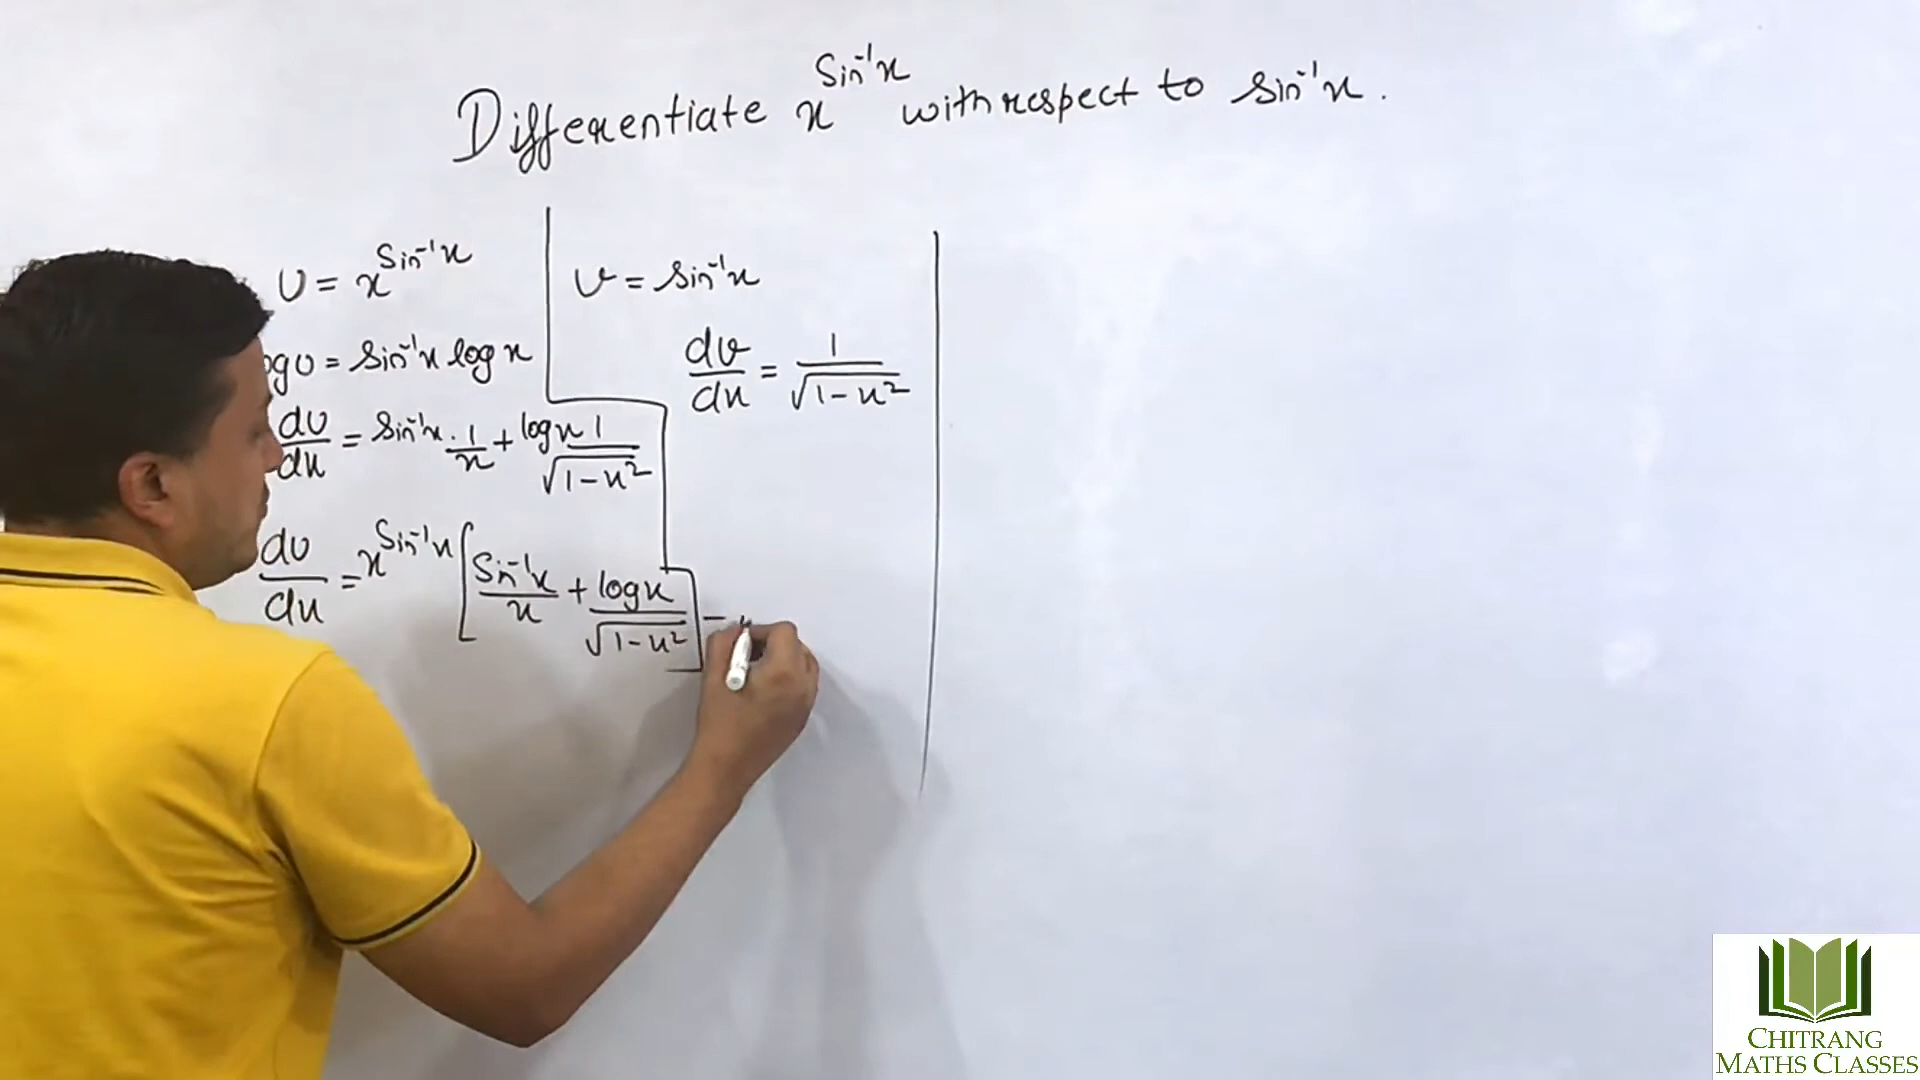 Differentiate x^Sin⁻¹x with respect to sin⁻¹x.
U = x^Sin⁻¹x
ogU = Sin⁻¹x log x
dU/dx = Sin⁻¹x · 1/x + log x 1/√(1-x²)
dU/dx = x^Sin⁻¹x [Sin⁻¹x/x + log x/√(1-x²)] -
v = Sin⁻¹x
dv/dx = 1/√(1-x²)
CHITRANG
MATHS CLASSES